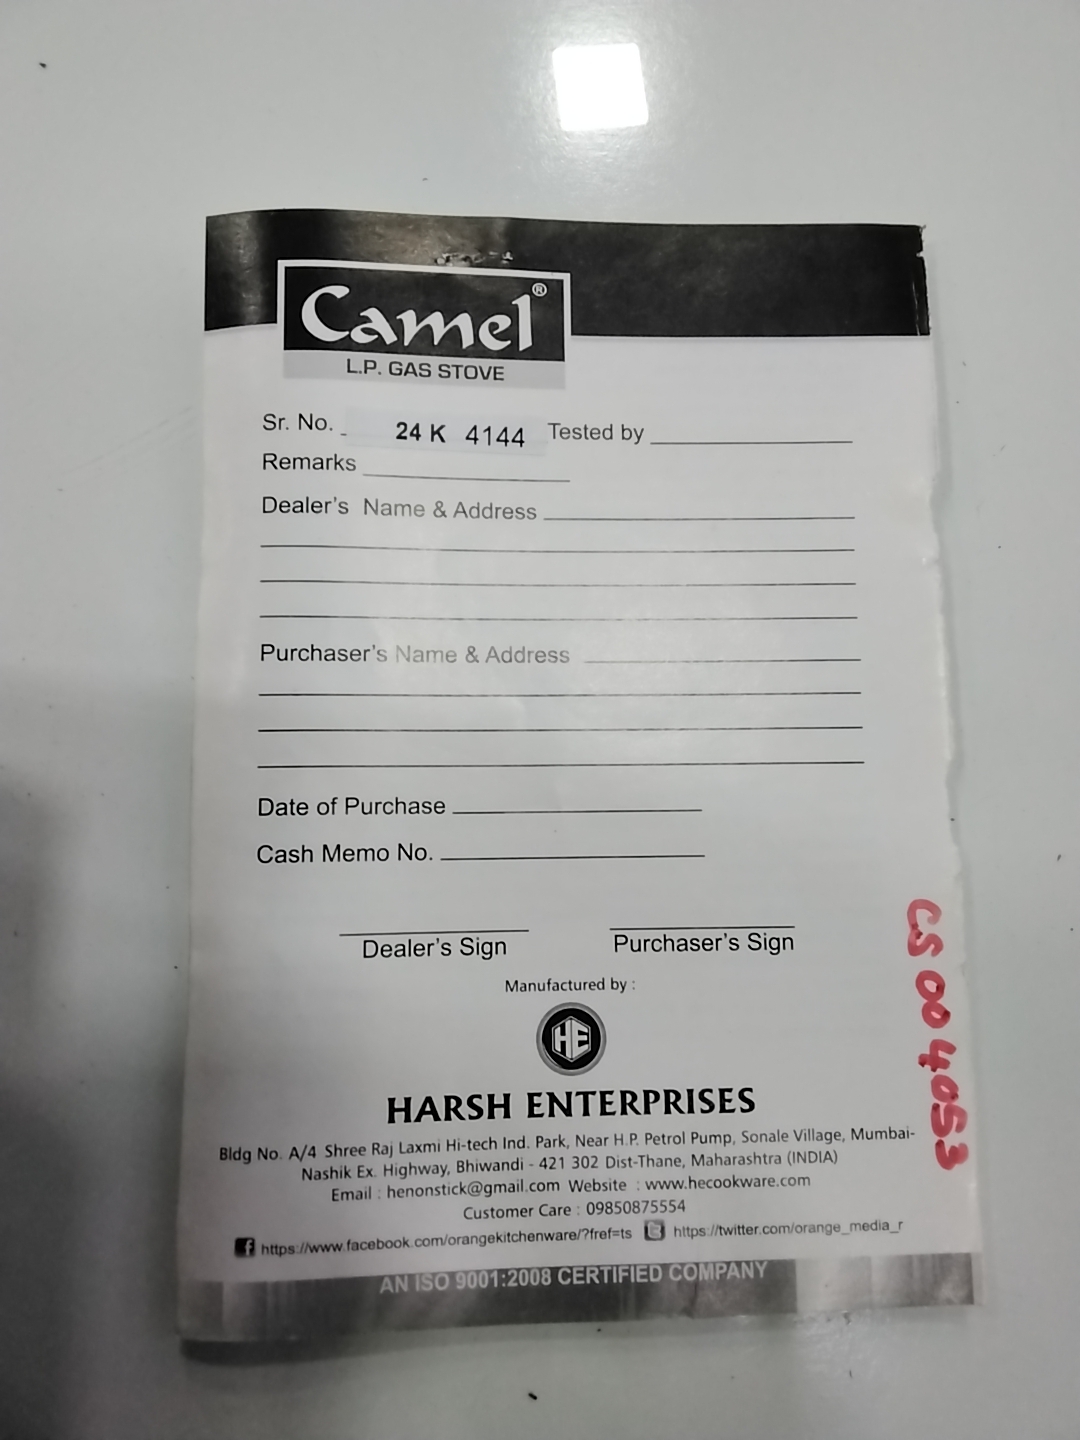 Camel®
L.P. GAS STOVE
Sr. No. 24 K 4144 Tested by
Remarks
Dealer's Name & Address
Purchaser's Name & Address
Date of Purchase
Cash Memo No.
Dealer's Sign Purchaser's Sign
Manufactured by :
HE
HARSH ENTERPRISES
Bldg No. A/4 Shree Raj Laxmi Hi-tech Ind. Park, Near H.P. Petrol Pump, Sonale Village, Mumbai-
Nashik Ex. Highway, Bhiwandi - 421 302 Dist-Thane, Maharashtra (INDIA)
Email : henonstick@gmail.com Website : www.hecookware.com
Customer Care : 09850875554
f https://www.facebook.com/orangekitchenware/?fref=ts t https://twitter.com/orange_media_r
AN ISO 9001:2008 CERTIFIED COMPANY
CS 00 4053